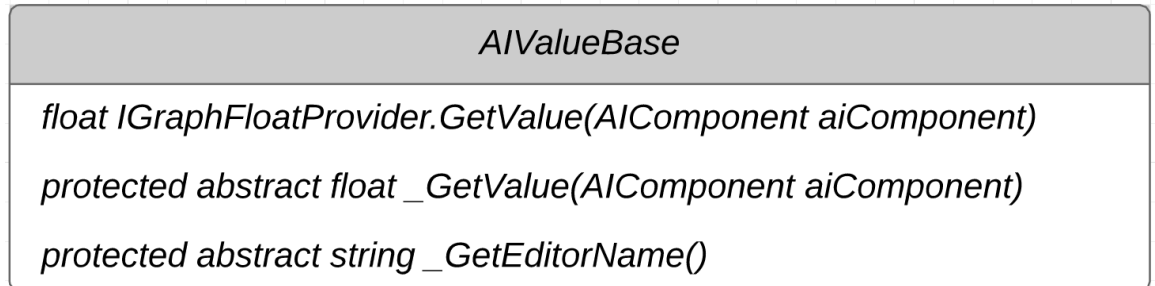 AIValueBase
float IGraphFloatProvider.GetValue(AIComponent aiComponent)
protected abstract float _GetValue(AIComponent aiComponent)
protected abstract string _GetEditorName()